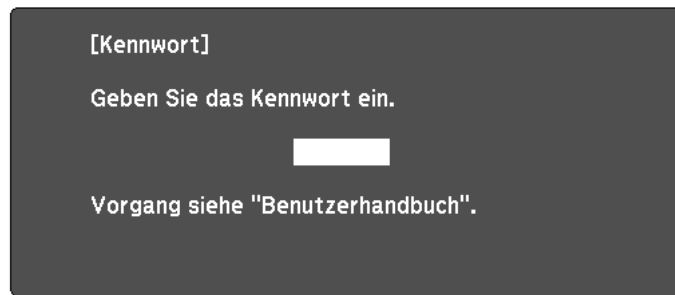 [Kennwort]
Geben Sie das Kennwort ein.
Vorgang siehe "Benutzerhandbuch".